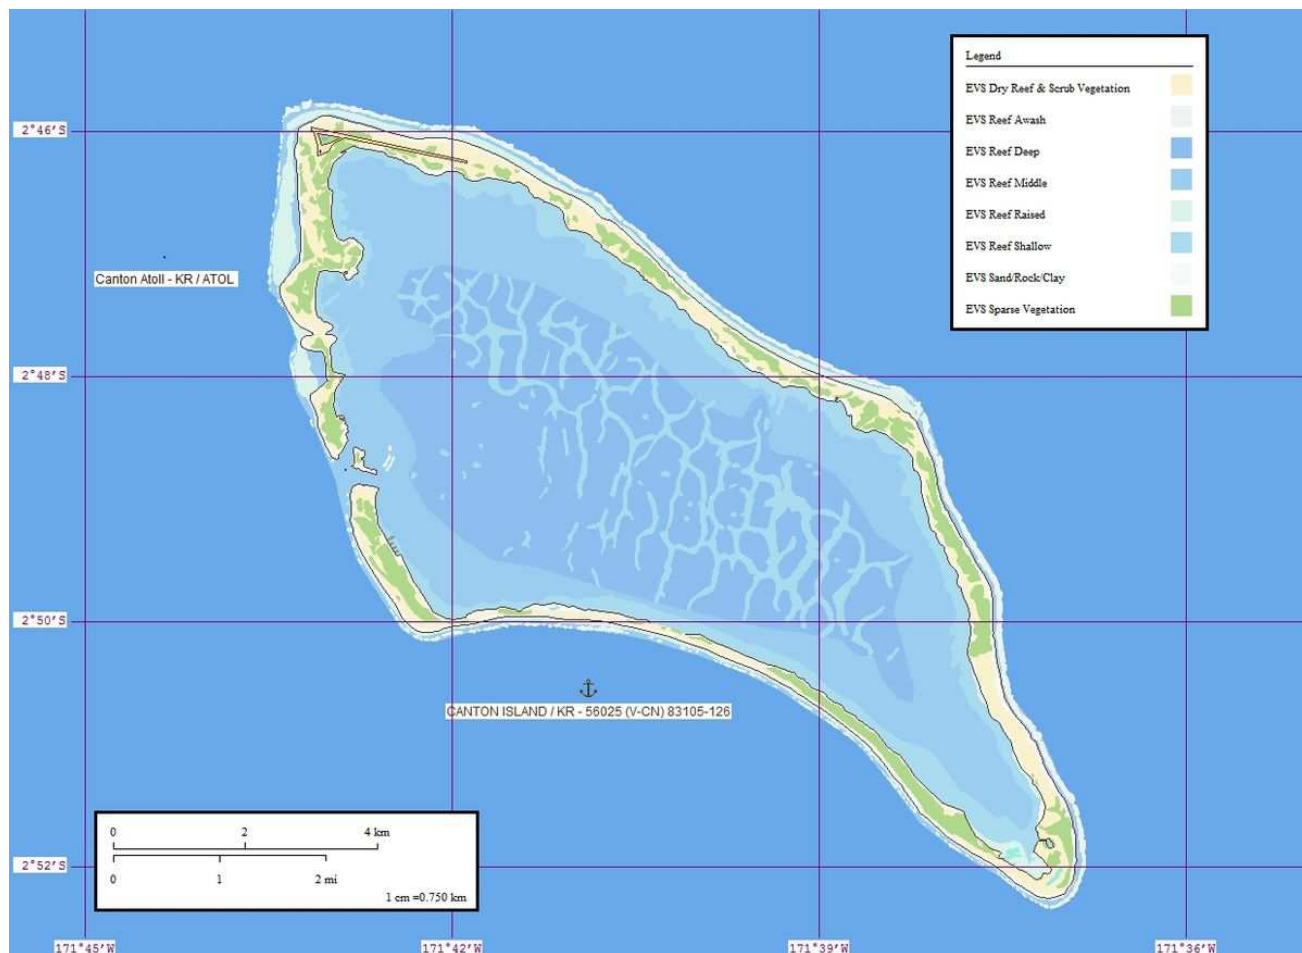 Legend
EVS Dry Reef & Scrub Vegetation
EVS Reef Awash
EVS Reef Deep
EVS Reef Middle
EVS Reef Raised
EVS Reef Shallow
EVS Sand/Rock/Clay
EVS Sparse Vegetation
2°46'S
Canton Atoll - KR / ATOL
2°48'S
2°50'S
CANTON ISLAND / KR - 56025 (V-CN) 83105-126
0 2 4 km
0 1 2 mi
1 cm =0.750 km
2°52'S
171°45'W 171°42'W 171°39'W 171°36'W